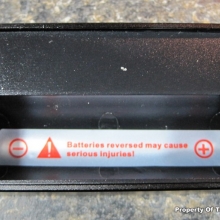 Batteries reversed may cause
serious injuries!
Property Of T